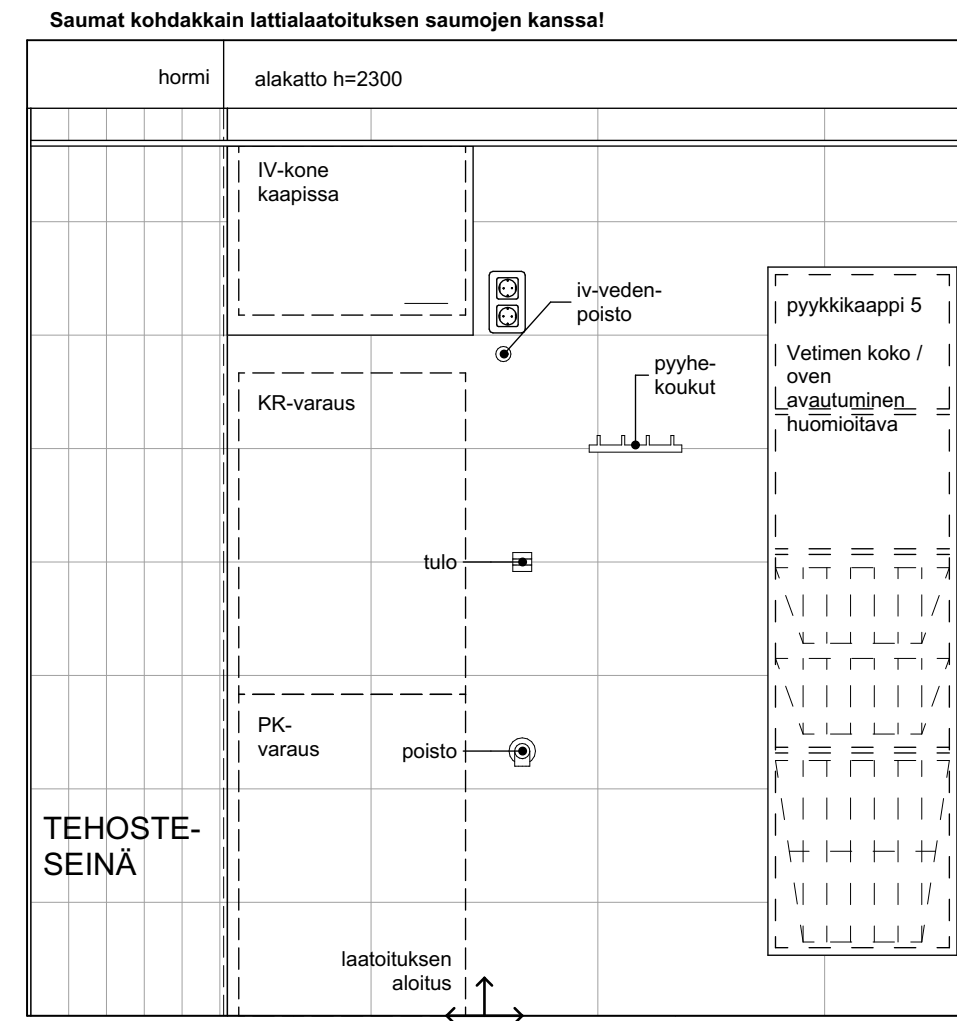 Saumat kohdakkain lattialaatoituksen saumojen kanssa!
hormi
alakatto h=2300
IV-kone
kaapissa
iv-veden-
poisto
pyyhe-
koukut
pyykkikaappi 5
Vetimen koko /
oven
avautuminen
huomioitava
KR-varaus
tulo
PK-
varaus
poisto
TEHOSTE-
SEINÄ
laatoituksen
aloitus